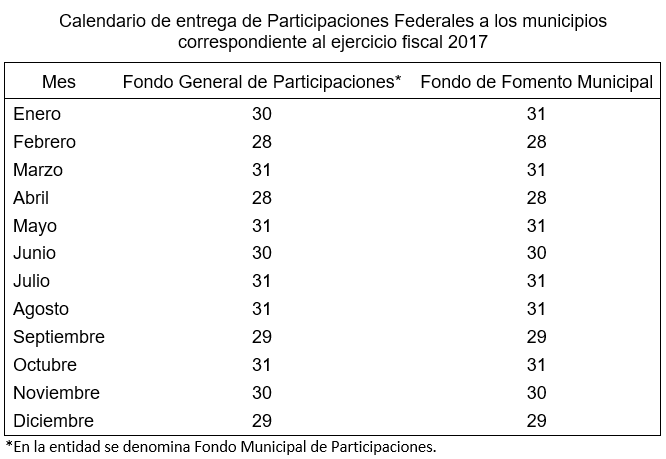 Calendario de entrega de Participaciones Federales a los municipios
correspondiente al ejercicio fiscal 2017
Mes Fondo General de Participaciones* Fondo de Fomento Municipal
Enero 30 31
Febrero 28 28
Marzo 31 31
Abril 28 28
Mayo 31 31
Junio 30 30
Julio 31 31
Agosto 31 31
Septiembre 29 29
Octubre 31 31
Noviembre 30 30
Diciembre 29 29
*En la entidad se denomina Fondo Municipal de Participaciones.